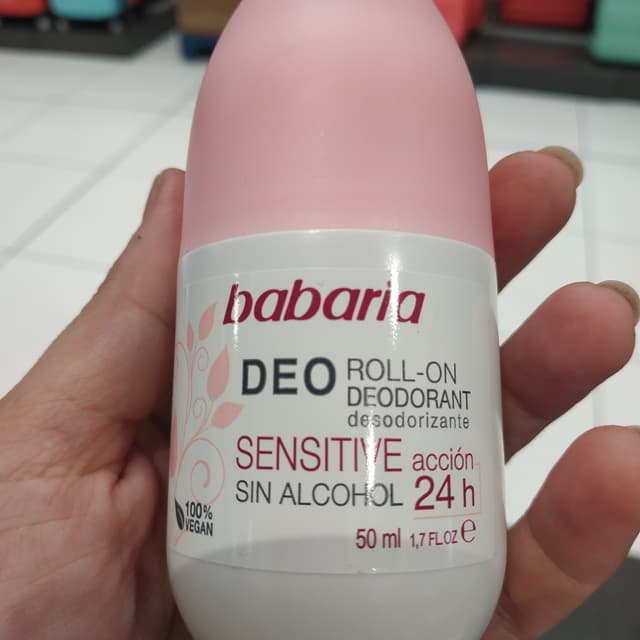 babaria
DEO ROLL-ON
DEODORANT
desodorizante
SENSITIVE acción
SIN ALCOHOL 24 h
100%
VEGAN
50 ml 1,7 FL OZ e